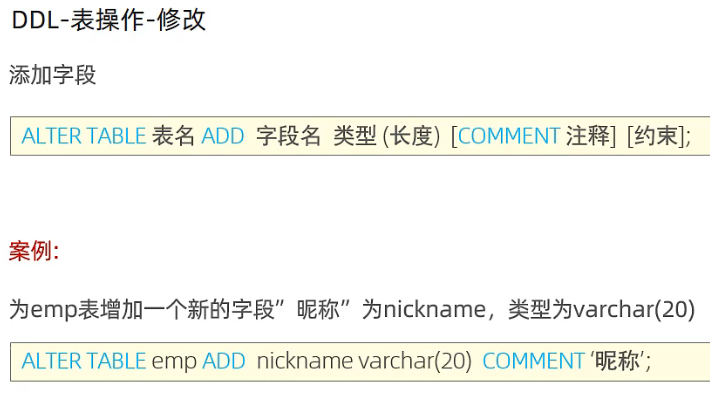 DDL-表操作-修改
添加字段
ALTER TABLE 表名 ADD 字段名 类型 (长度) [COMMENT 注释] [约束];
案例:
为emp表增加一个新的字段”昵称”为nickname，类型为varchar(20)
ALTER TABLE emp ADD nickname varchar(20) COMMENT ‘昵称’;